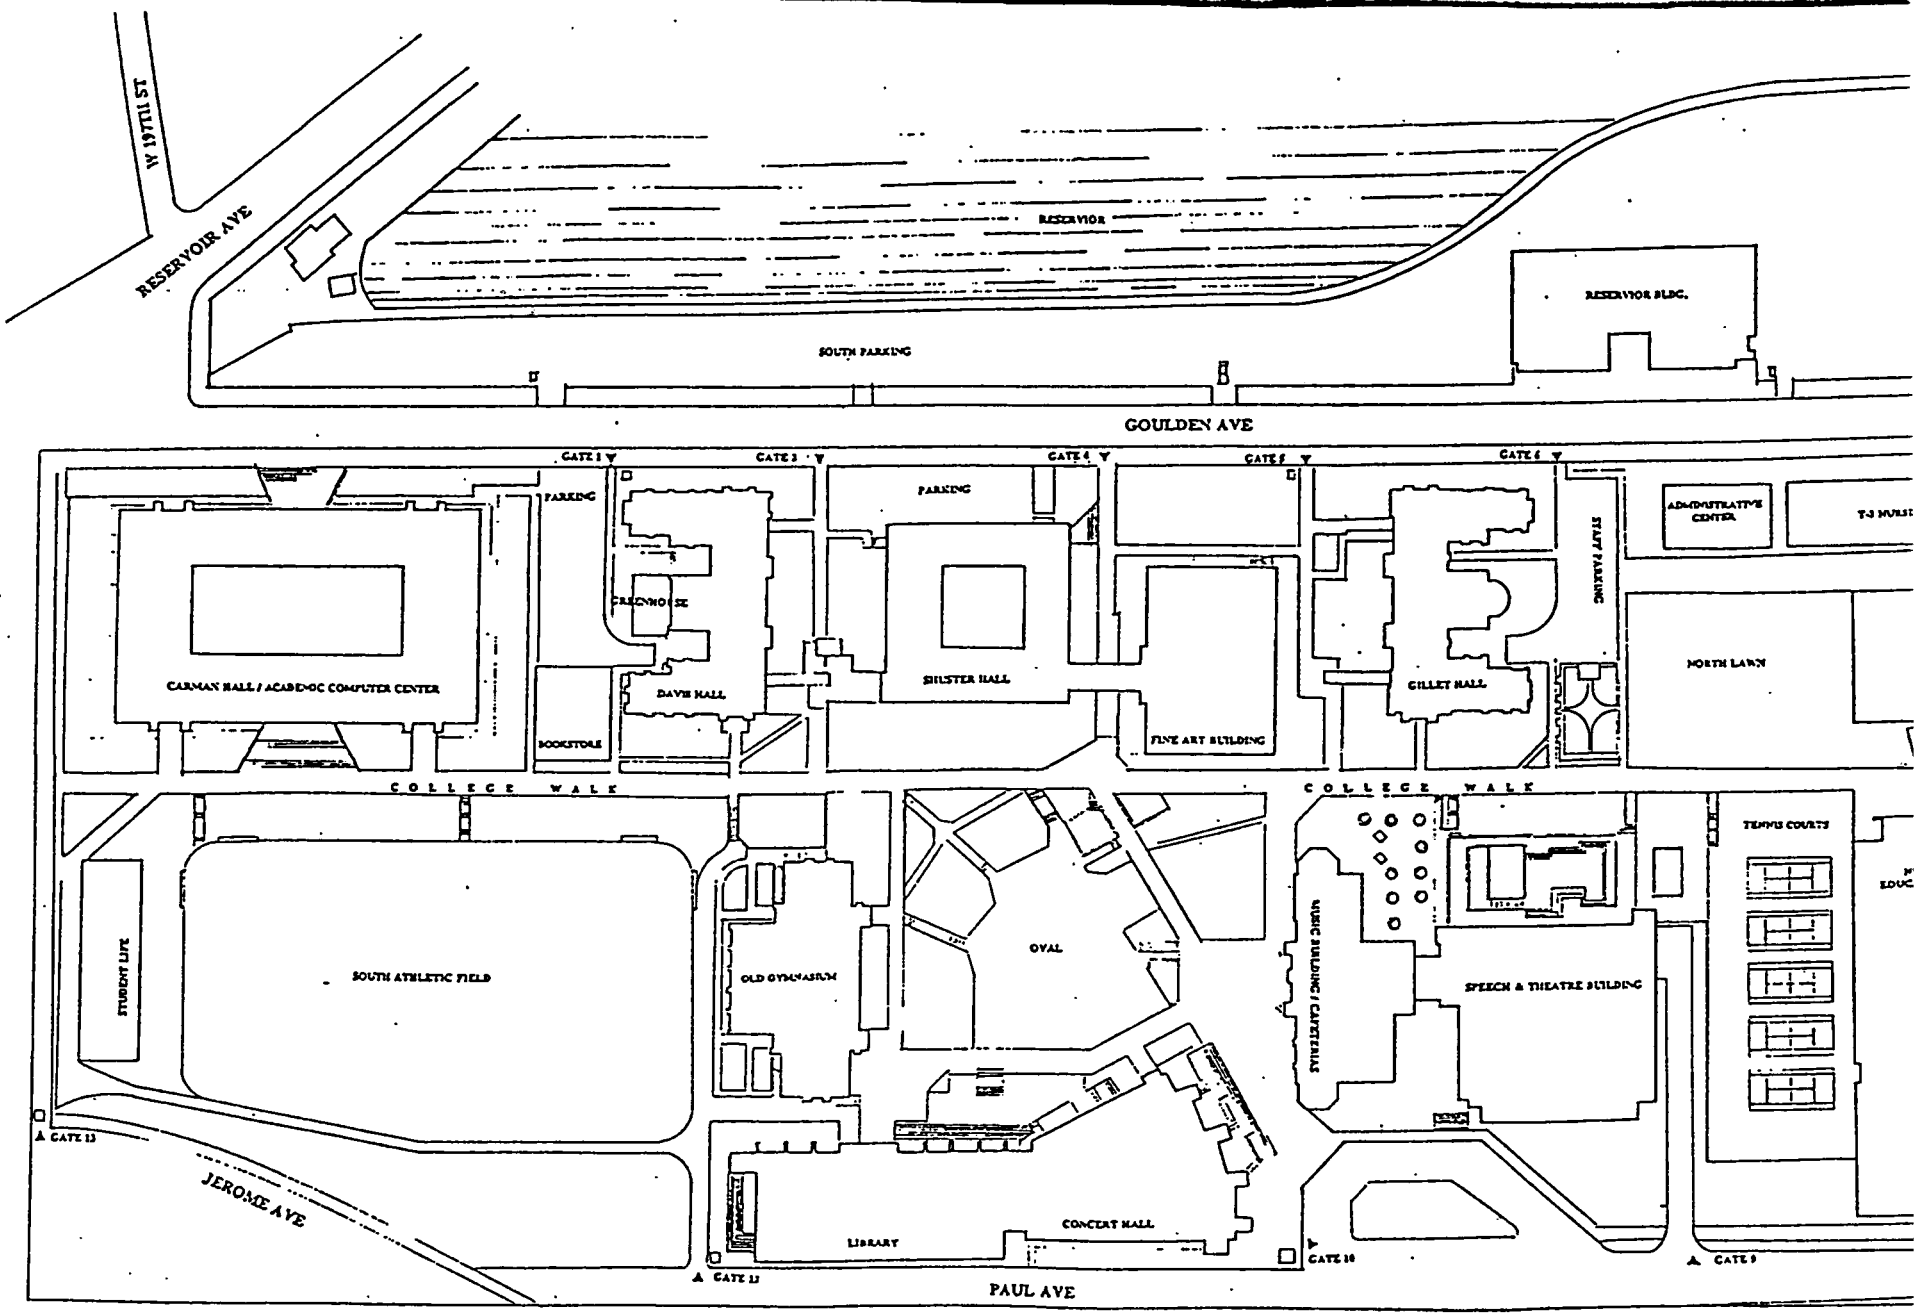 W 197TH ST
RESERVOIR AVE
RESERVIOR
RESERVIOR BLDG.
SOUTH PARKING
GOULDEN AVE
GATE 1
GATE 3
GATE 4
GATE 5
GATE 6
PARKING
PARKING
STAFF PARKING
ADMINISTRATIVE
CENTER
T-3 NURS
GREENHOUSE
CARMAN HALL / ACADEMIC COMPUTER CENTER
DAVIS HALL
SHUSTER HALL
GILLET HALL
NORTH LAWN
BOOKSTORE
FINE ART BUILDING
COLLEGE WALK
COLLEGE WALK
TENNIS COURTS
EDUC
STUDENT LIFE
SOUTH ATHLETIC FIELD
OLD GYMNASIUM
OVAL
MUSIC BUILDING / CAFETERIAS
SPEECH & THEATRE BUILDING
GATE 13
JEROME AVE
LIBRARY
CONCERT HALL
GATE 10
GATE 9
GATE 12
PAUL AVE